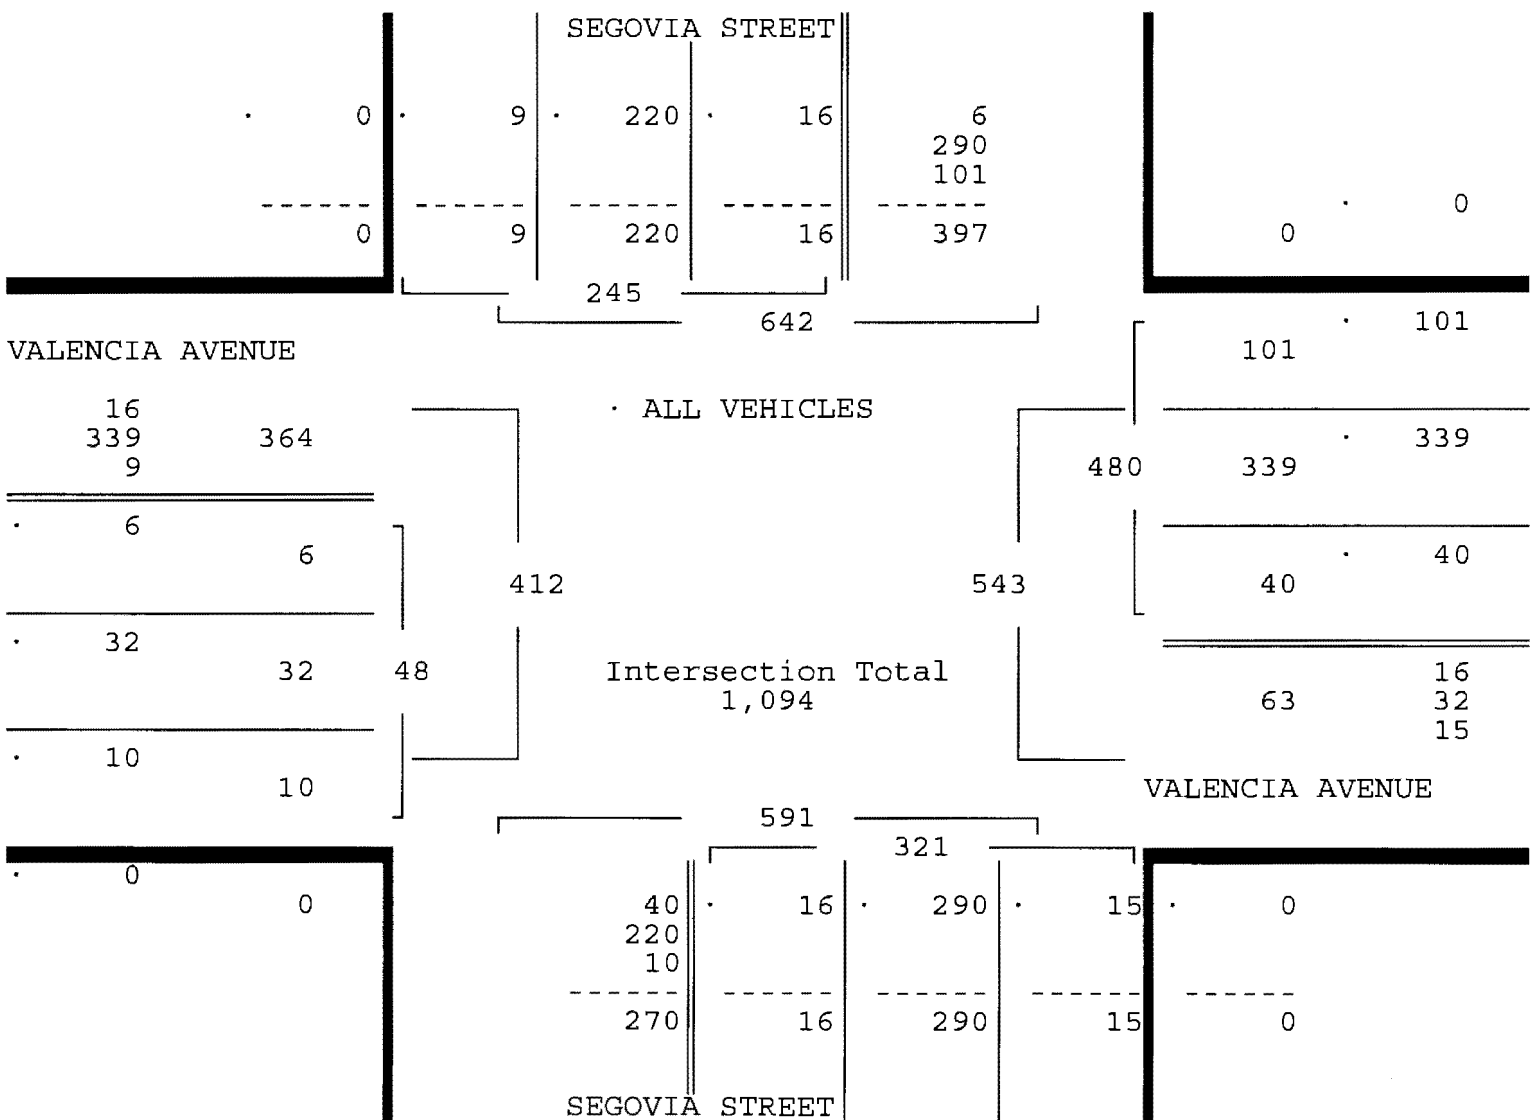 SEGOVIA STREET
· 0 · 9 · 220 · 16 6
290
101
------ ------ ------ ------ ------ · 0
0 9 220 16 397 0
245
642 · 101
VALENCIA AVENUE 101
16 · ALL VEHICLES
339 364 · 339
9 480 339
· 6
6 · 40
412 543 40
· 32
32 48 Intersection Total 16
1,094 63 32
15
· 10
10 VALENCIA AVENUE
591
321
· 0
0 40 · 16 · 290 · 15 · 0
220
10
------ ------ ------ ------ ------
270 16 290 15 0
SEGOVIA STREET